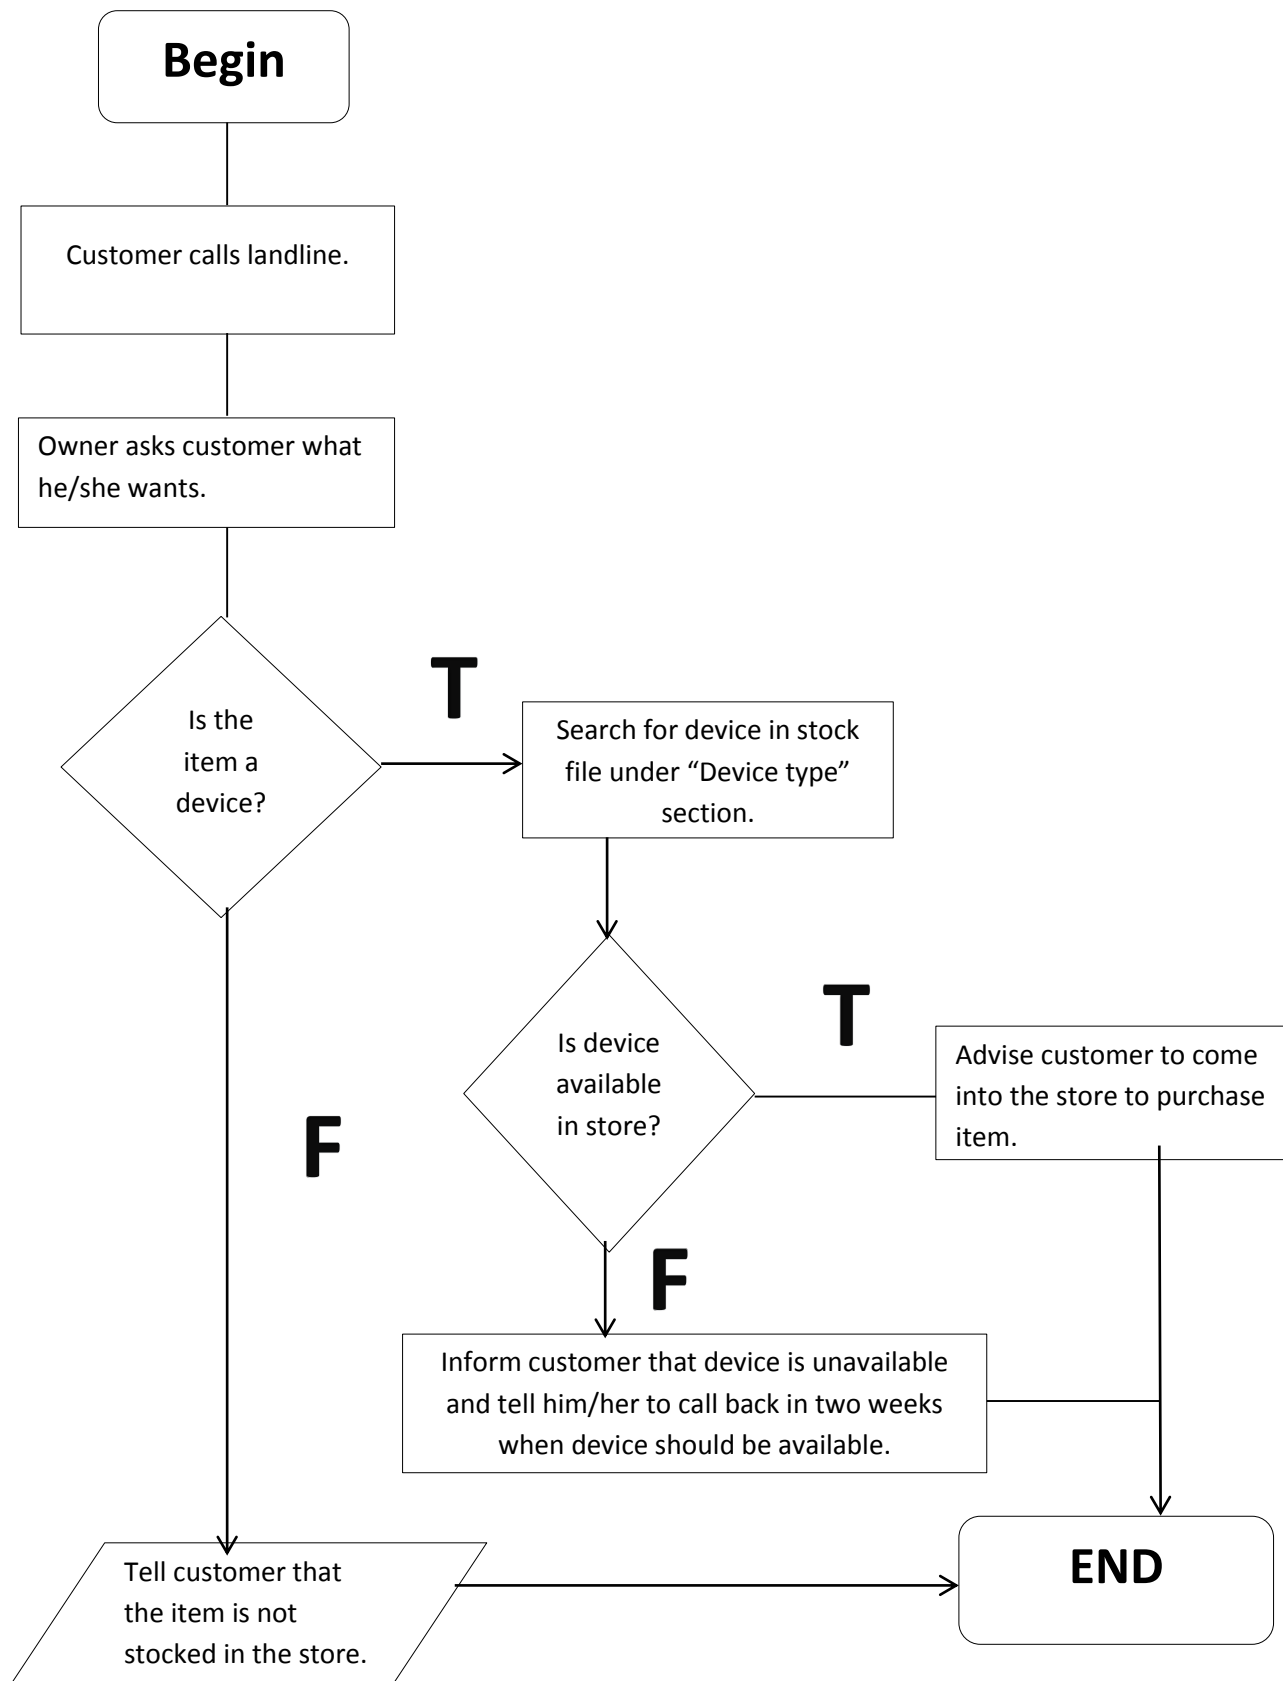 Begin
Customer calls landline.
Owner asks customer what
he/she wants.
Is the
item a
device?
T
Search for device in stock
file under “Device type”
section.
Is device
available
in store?
T
Advise customer to come
into the store to purchase
item.
F
F
Inform customer that device is unavailable
and tell him/her to call back in two weeks
when device should be available.
Tell customer that
the item is not
stocked in the store.
END